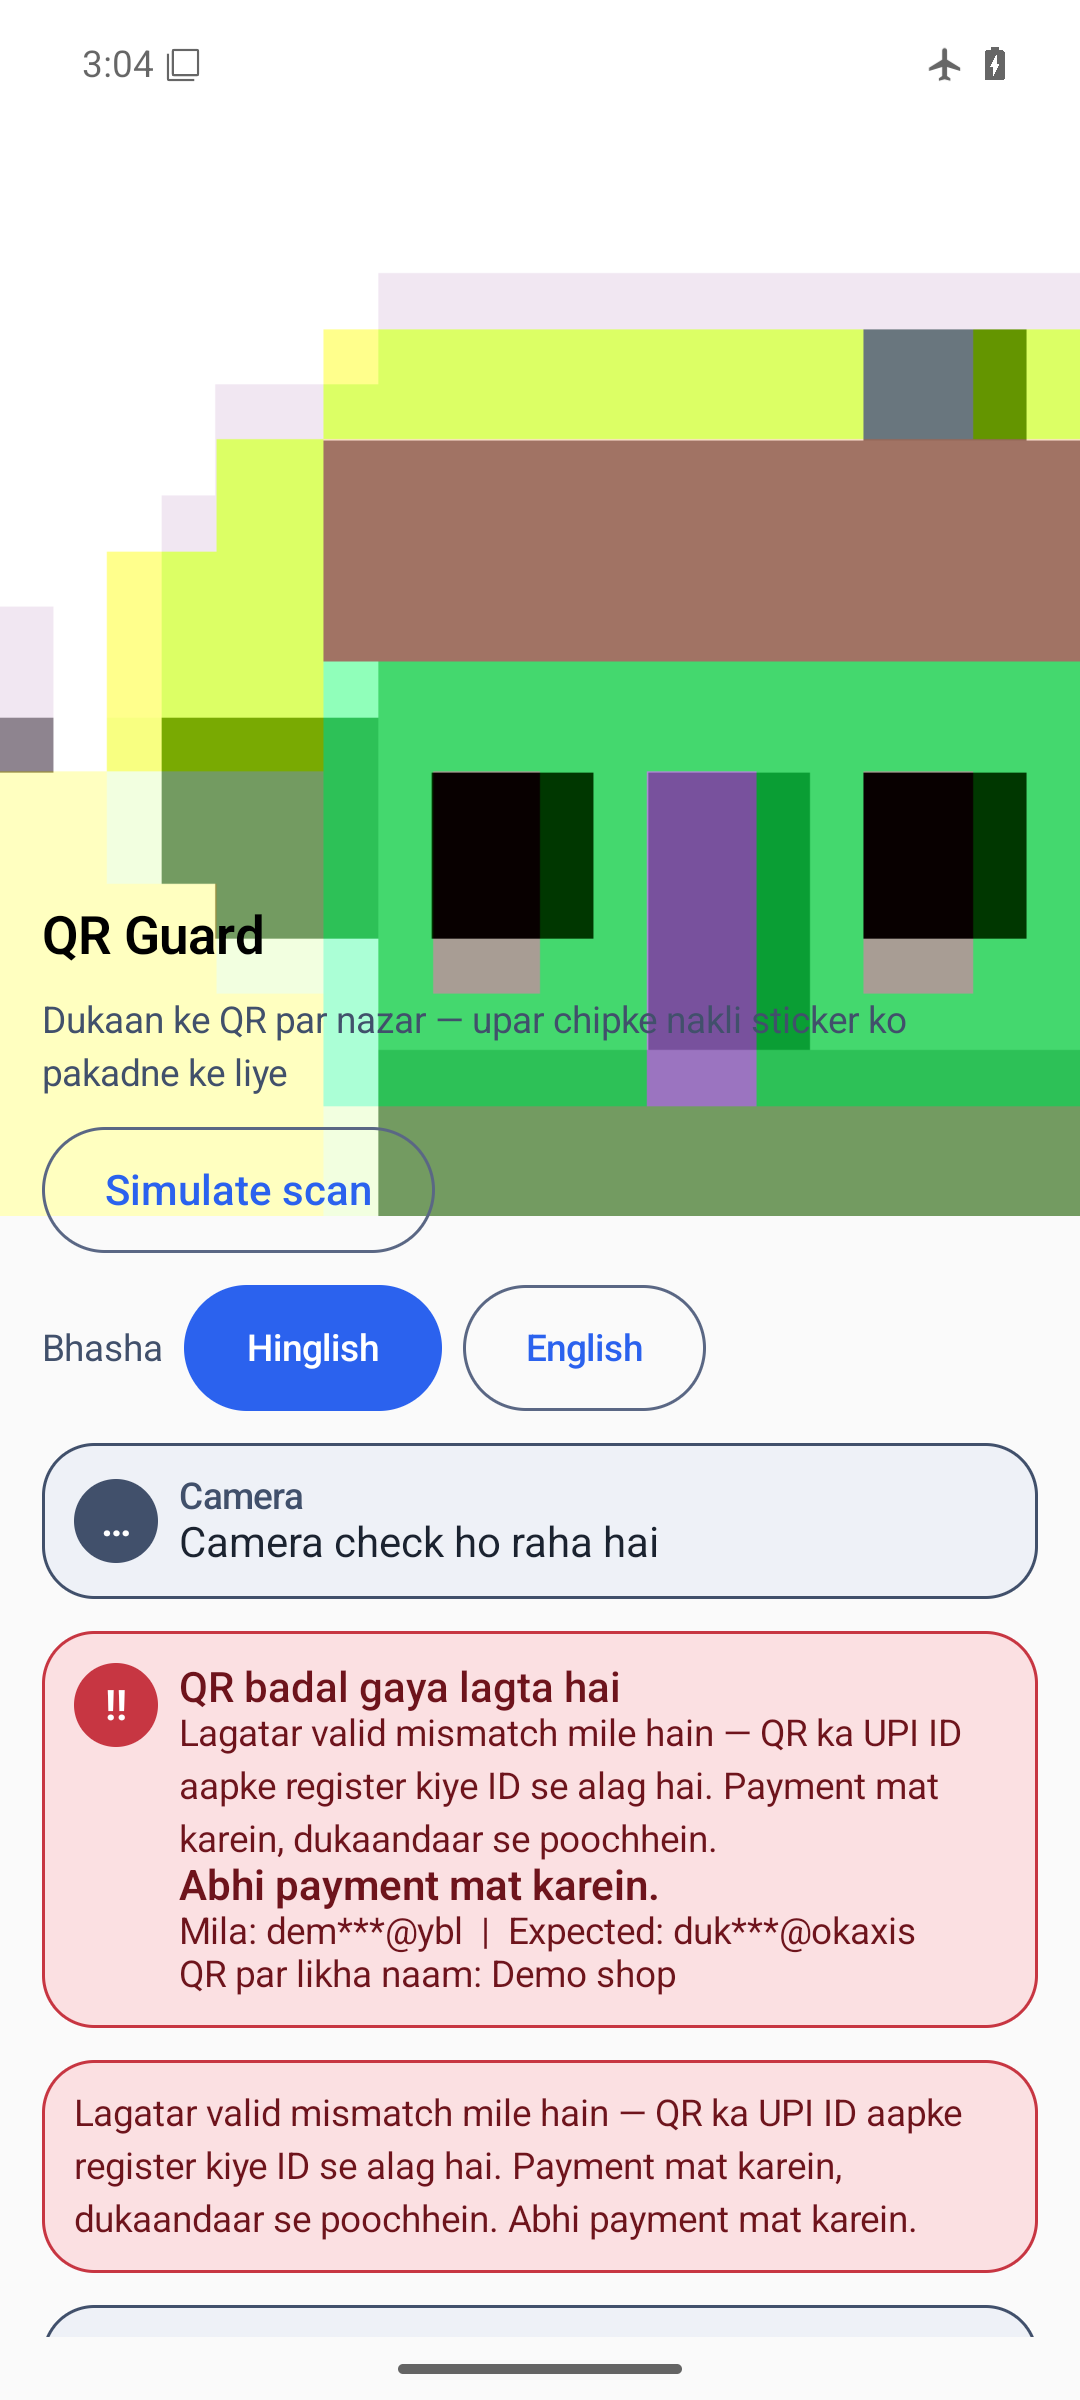 3:04
QR Guard
Dukaan ke QR par nazar — upar chipke nakli sticker ko
pakadne ke liye
Simulate scan
Bhasha Hinglish English
...
Camera
Camera check ho raha hai
!!
QR badal gaya lagta hai
Lagatar valid mismatch mile hain — QR ka UPI ID
aapke register kiye ID se alag hai. Payment mat
karein, dukaandaar se poochhein.
Abhi payment mat karein.
Mila: dem***@ybl | Expected: duk***@okaxis
QR par likha naam: Demo shop
Lagatar valid mismatch mile hain — QR ka UPI ID aapke
register kiye ID se alag hai. Payment mat karein,
dukaandaar se poochhein. Abhi payment mat karein.